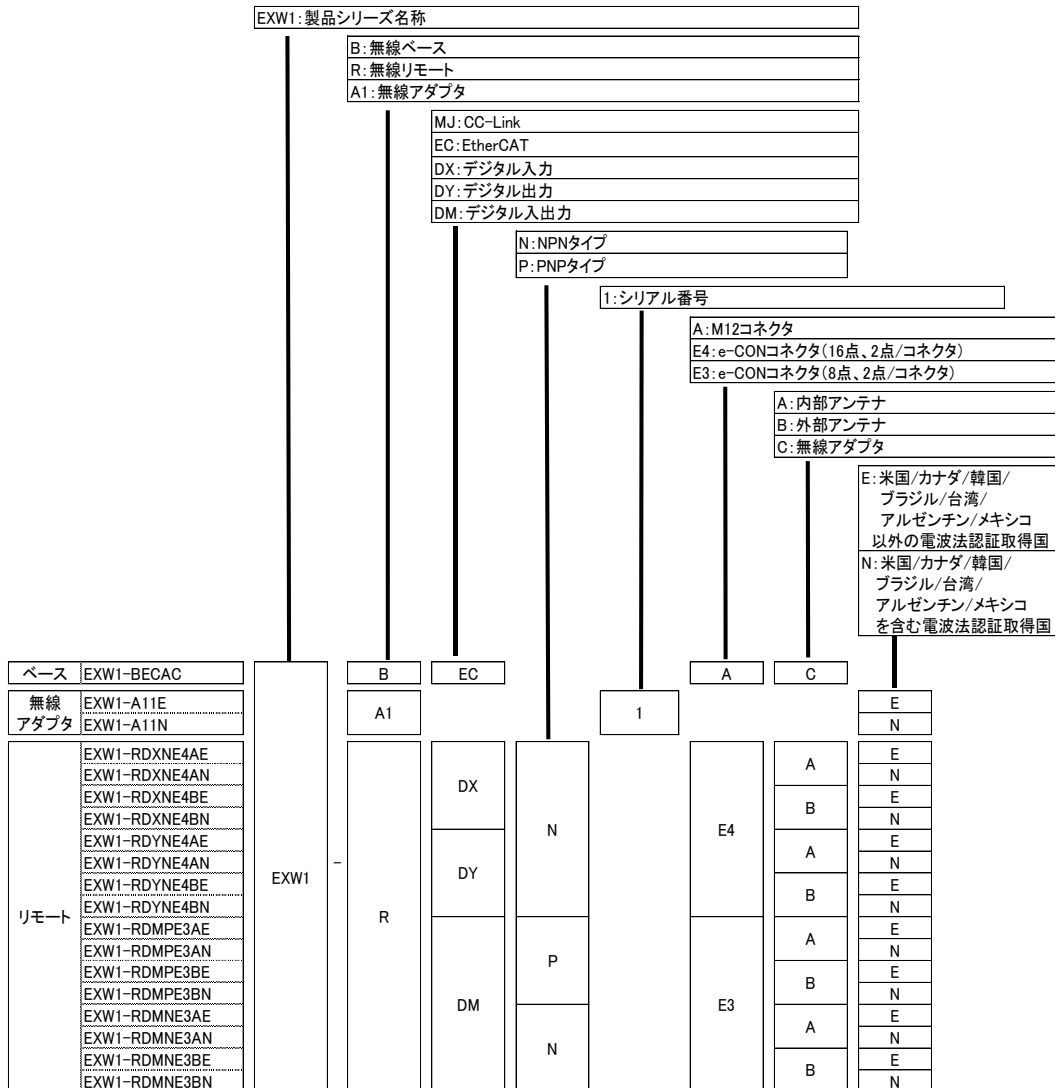 EXW1:製品シリーズ名称
B:無線ベース
R:無線リモート
A1:無線アダプタ
MJ:CC-Link
EC:EtherCAT
DX:デジタル入力
DY:デジタル出力
DM:デジタル入出力
N:NPNタイプ
P:PNPタイプ
1:シリアル番号
A:M12コネクタ
E4:e-CONコネクタ(16点、2点/コネクタ)
E3:e-CONコネクタ(8点、2点/コネクタ)
A:内部アンテナ
B:外部アンテナ
C:無線アダプタ
E:米国/カナダ/韓国/
ブラジル/台湾/
アルゼンチン/メキシコ
以外の電波法認証取得国
N:米国/カナダ/韓国/
ブラジル/台湾/
アルゼンチン/メキシコ
を含む電波法認証取得国
ベース EXW1-BECAC B EC A C
無線
アダプタ
EXW1-A11E E
EXW1-A11N N
A1 1
リモート
EXW1-RDXNE4AE
EXW1-RDXNE4AN
EXW1-RDXNE4BE
EXW1-RDXNE4BN
EXW1-RDYNE4AE
EXW1-RDYNE4AN
EXW1-RDYNE4BE
EXW1-RDYNE4BN
EXW1-RDMPE3AE
EXW1-RDMPE3AN
EXW1-RDMPE3BE
EXW1-RDMPE3BN
EXW1-RDMNE3AE
EXW1-RDMNE3AN
EXW1-RDMNE3BE
EXW1-RDMNE3BN
EXW1
-
R
DX
DY
DM
N
P
N
E4
E3
A
B
A
B
A
B
A
B
E
N
E
N
E
N
E
N
E
N
E
N
E
N
E
N